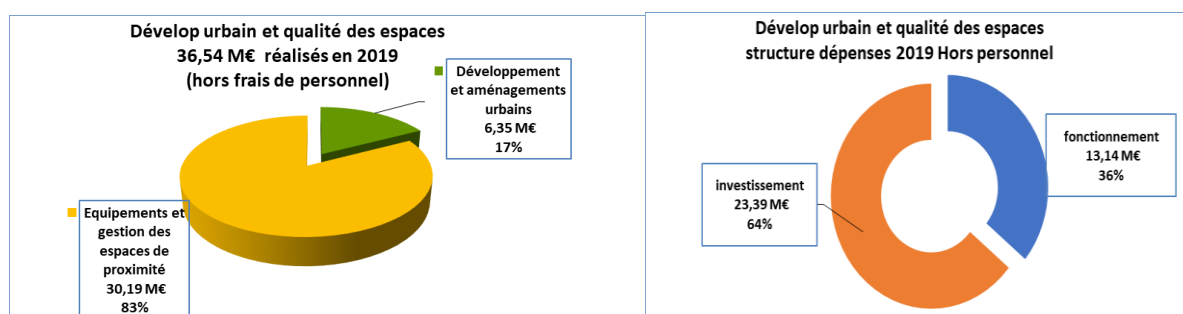 Dévelop urbain et qualité des espaces
36,54 M€ réalisés en 2019
(hors frais de personnel)
Développement
et aménagements
urbains
6,35 M€
17%
Equipements et
gestion des
espaces de
proximité
30,19 M€
83%
Dévelop urbain et qualité des espaces
structure dépenses 2019 Hors personnel
fonctionnement
13,14 M€
36%
investissement
23,39 M€
64%